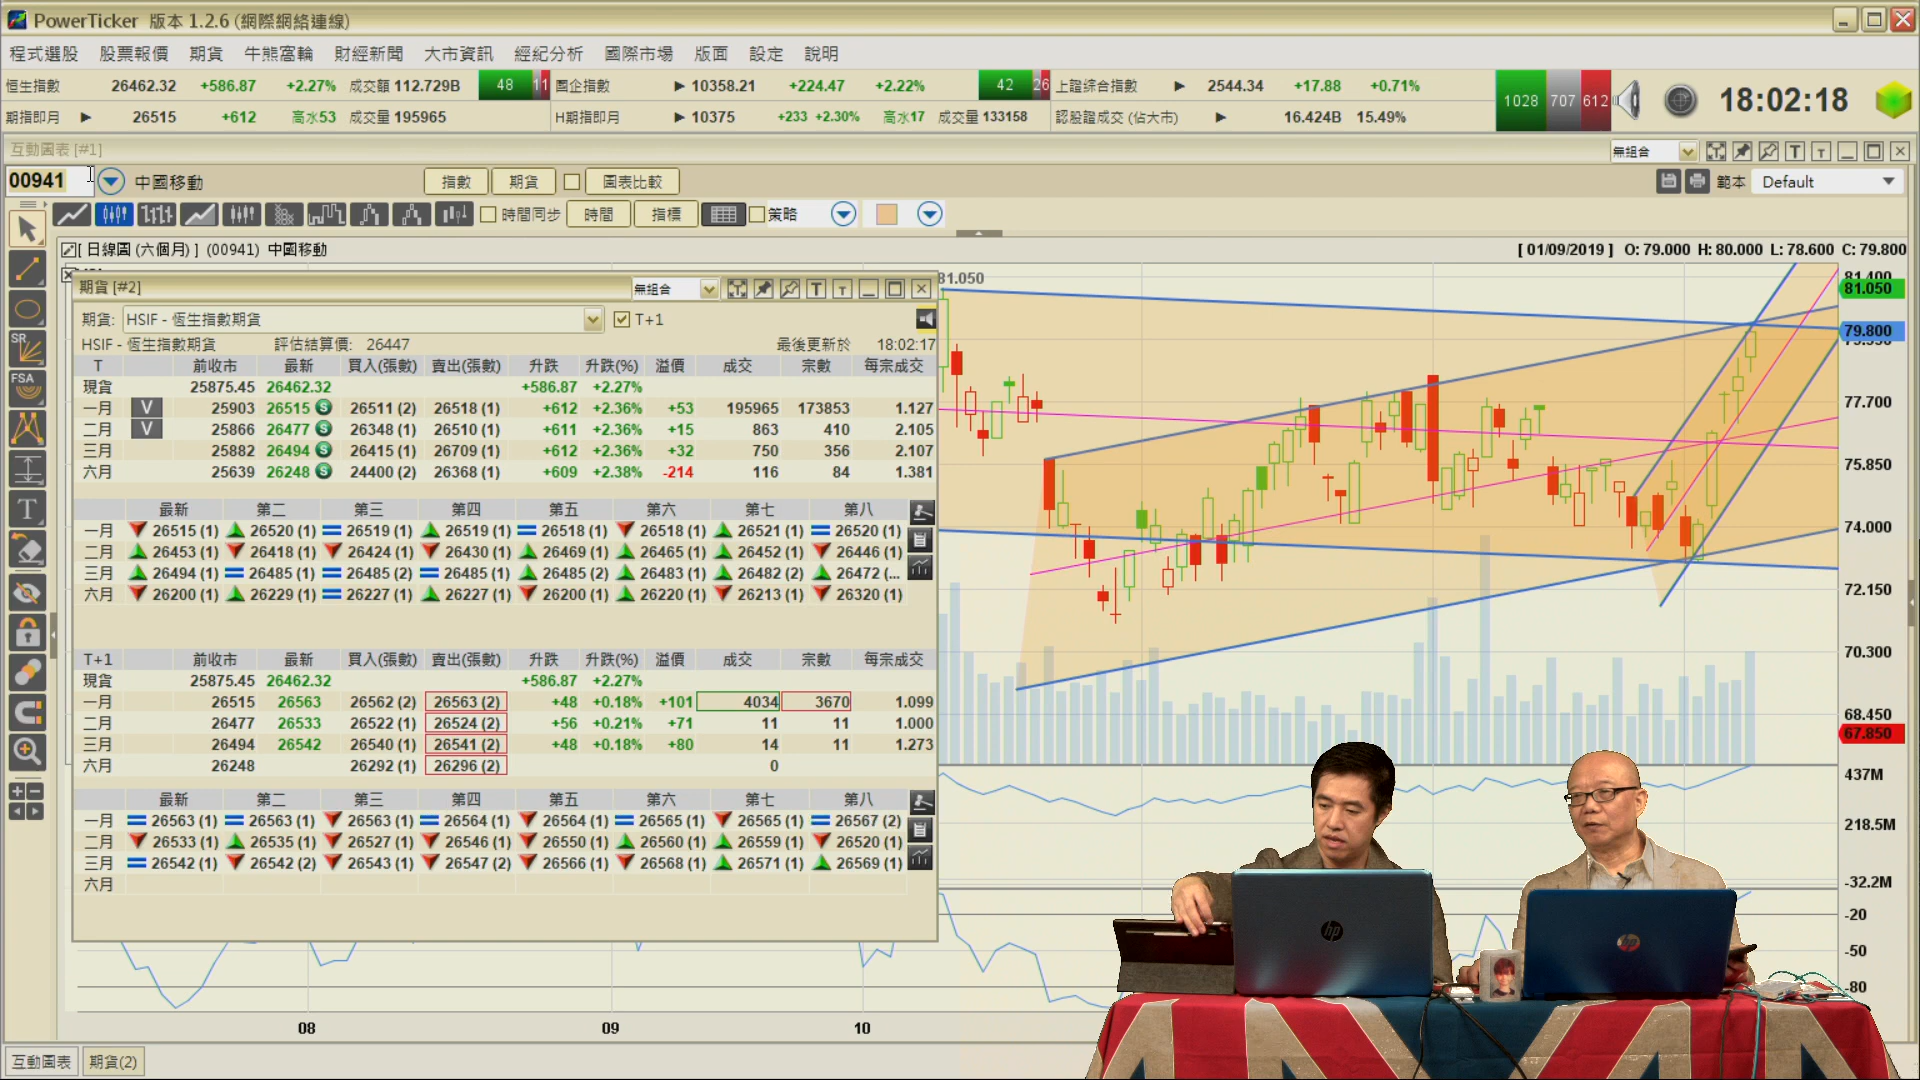 PowerTicker 版本 1.2.6 (網際網絡連線)
程式選股 股票報價 期貨 牛熊窩輪 財經新聞 大市資訊 經紀分析 國際市場 版面 設定 說明
恒生指數 26462.32 +586.87 +2.27% 成交額 112.729B 48 11 國企指數 10358.21 +224.47 +2.22% 42 26 上證綜合指數 2544.34 +17.88 +0.71%
期指即月 26515 +612 高水53 成交量 195965 H期指即月 10375 +233 +2.30% 高水17 成交量 133158 認股證成交 (佔大市) 16.424B 15.49%
1028 707 612 18:02:18
互動圖表 [#1] 無組合
00941 中國移動 指數 期貨 圖表比較 範本 Default
時間同步 時間 指標 策略
[ 日線圖 (六個月) ] (00941) 中國移動 [ 01/09/2019 ] O: 79.000 H: 80.000 L: 78.600 C: 79.800
期貨 [#2] 無組合
期貨: HSIF - 恆生指數期貨 T+1
HSIF - 恆生指數期貨 評估結算價: 26447 最後更新於 18:02:17
T 前收市 最新 買入(張數) 賣出(張數) 升跌 升跌(%) 溢價 成交 宗數 每宗成交
現貨 25875.45 26462.32 +586.87 +2.27%
一月 V 25903 26515 S 26511 (2) 26518 (1) +612 +2.36% +53 195965 173853 1.127
二月 V 25866 26477 S 26348 (1) 26510 (1) +611 +2.36% +15 863 410 2.105
三月 25882 26494 S 26415 (1) 26709 (1) +612 +2.36% +32 750 356 2.107
六月 25639 26248 S 24400 (2) 26368 (1) +609 +2.38% -214 116 84 1.381
最新 第二 第三 第四 第五 第六 第七 第八
一月 26515 (1) 26520 (1) 26519 (1) 26519 (1) 26518 (1) 26518 (1) 26521 (1) 26520 (1)
二月 26453 (1) 26418 (1) 26424 (1) 26430 (1) 26469 (1) 26465 (1) 26452 (1) 26446 (1)
三月 26494 (1) 26485 (1) 26485 (2) 26485 (1) 26485 (2) 26483 (1) 26482 (2) 26472 (...
六月 26200 (1) 26229 (1) 26227 (1) 26227 (1) 26200 (1) 26220 (1) 26213 (1) 26320 (1)
T+1 前收市 最新 買入(張數) 賣出(張數) 升跌 升跌(%) 溢價 成交 宗數 每宗成交
現貨 25875.45 26462.32 +586.87 +2.27%
一月 26515 26563 26562 (2) 26563 (2) +48 +0.18% +101 4034 3670 1.099
二月 26477 26533 26522 (1) 26524 (2) +56 +0.21% +71 11 11 1.000
三月 26494 26542 26540 (1) 26541 (2) +48 +0.18% +80 14 11 1.273
六月 26248 26292 (1) 26296 (2) 0
最新 第二 第三 第四 第五 第六 第七 第八
一月 26563 (1) 26563 (1) 26563 (1) 26564 (1) 26564 (1) 26565 (1) 26565 (1) 26567 (2)
二月 26533 (1) 26535 (1) 26527 (1) 26546 (1) 26550 (1) 26560 (1) 26559 (1) 26520 (1)
三月 26542 (1) 26542 (2) 26543 (1) 26547 (2) 26566 (1) 26568 (1) 26571 (1) 26569 (1)
六月
SR
FSA
T
81.050
81.400
81.050
79.800
77.700
75.850
74.000
72.150
70.300
68.450
67.850
437M
218.5M
-32.2M
-20
-50
-80
hp
hp
08 09 10
互動圖表 期貨(2)